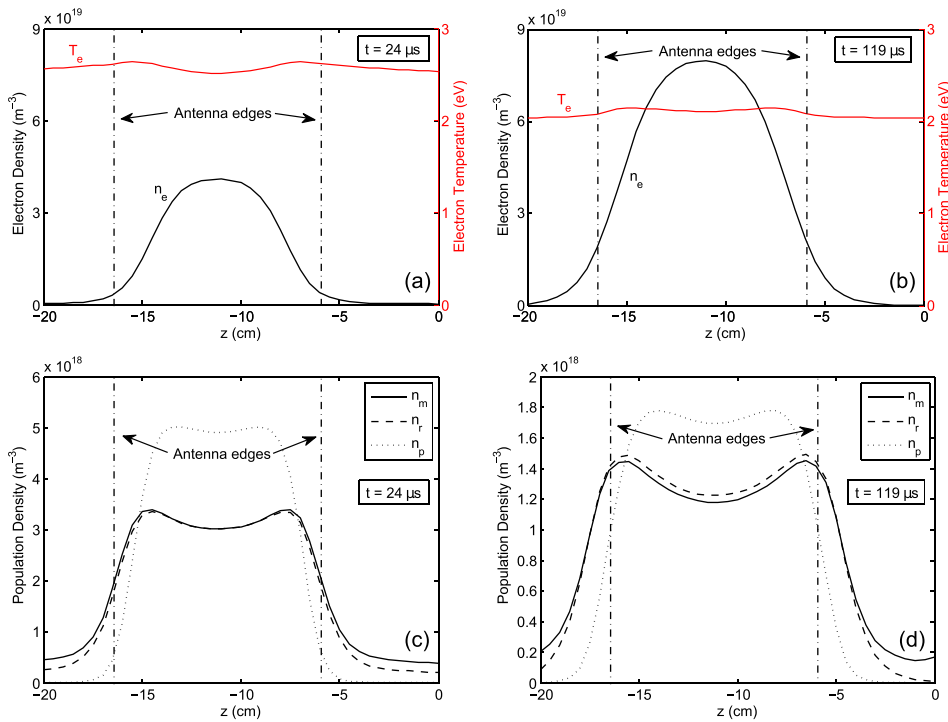 x 10^19
9
6
3
0
Electron Density (m^−3)
T_e
t = 24 µs
Antenna edges
n_e
(a)
3
2
1
0
Electron Temperature (eV)
−20 −15 −10 −5 0
z (cm)
x 10^19
9
6
3
0
Electron Density (m^−3)
Antenna edges
t = 119 µs
T_e
n_e
(b)
3
2
1
0
Electron Temperature (eV)
−20 −15 −10 −5 0
z (cm)
x 10^18
6
5
4
3
2
1
0
Population Density (m^−3)
n_m
n_r
n_p
Antenna edges
t = 24 µs
(c)
−20 −15 −10 −5 0
z (cm)
x 10^18
2
1.8
1.6
1.4
1.2
1
0.8
0.6
0.4
0.2
0
Population Density (m^−3)
n_m
n_r
n_p
Antenna edges
t = 119 µs
(d)
−20 −15 −10 −5 0
z (cm)